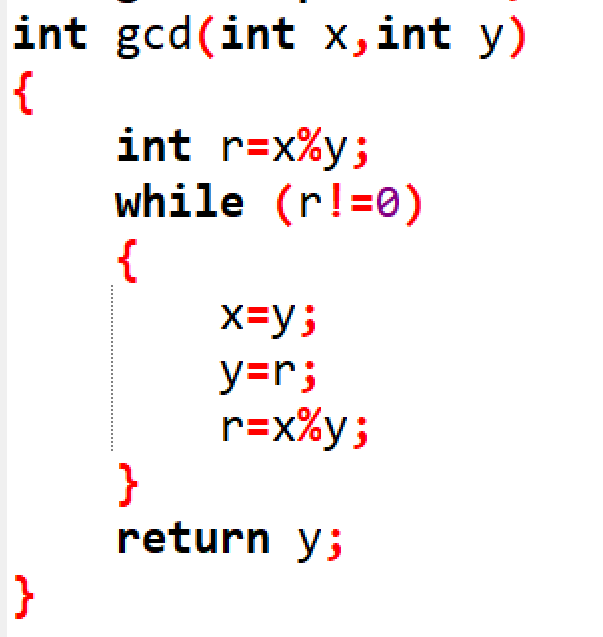 int gcd(int x,int y)
{
    int r=x%y;
    while (r!=0)
    {
        x=y;
        y=r;
        r=x%y;
    }
    return y;
}